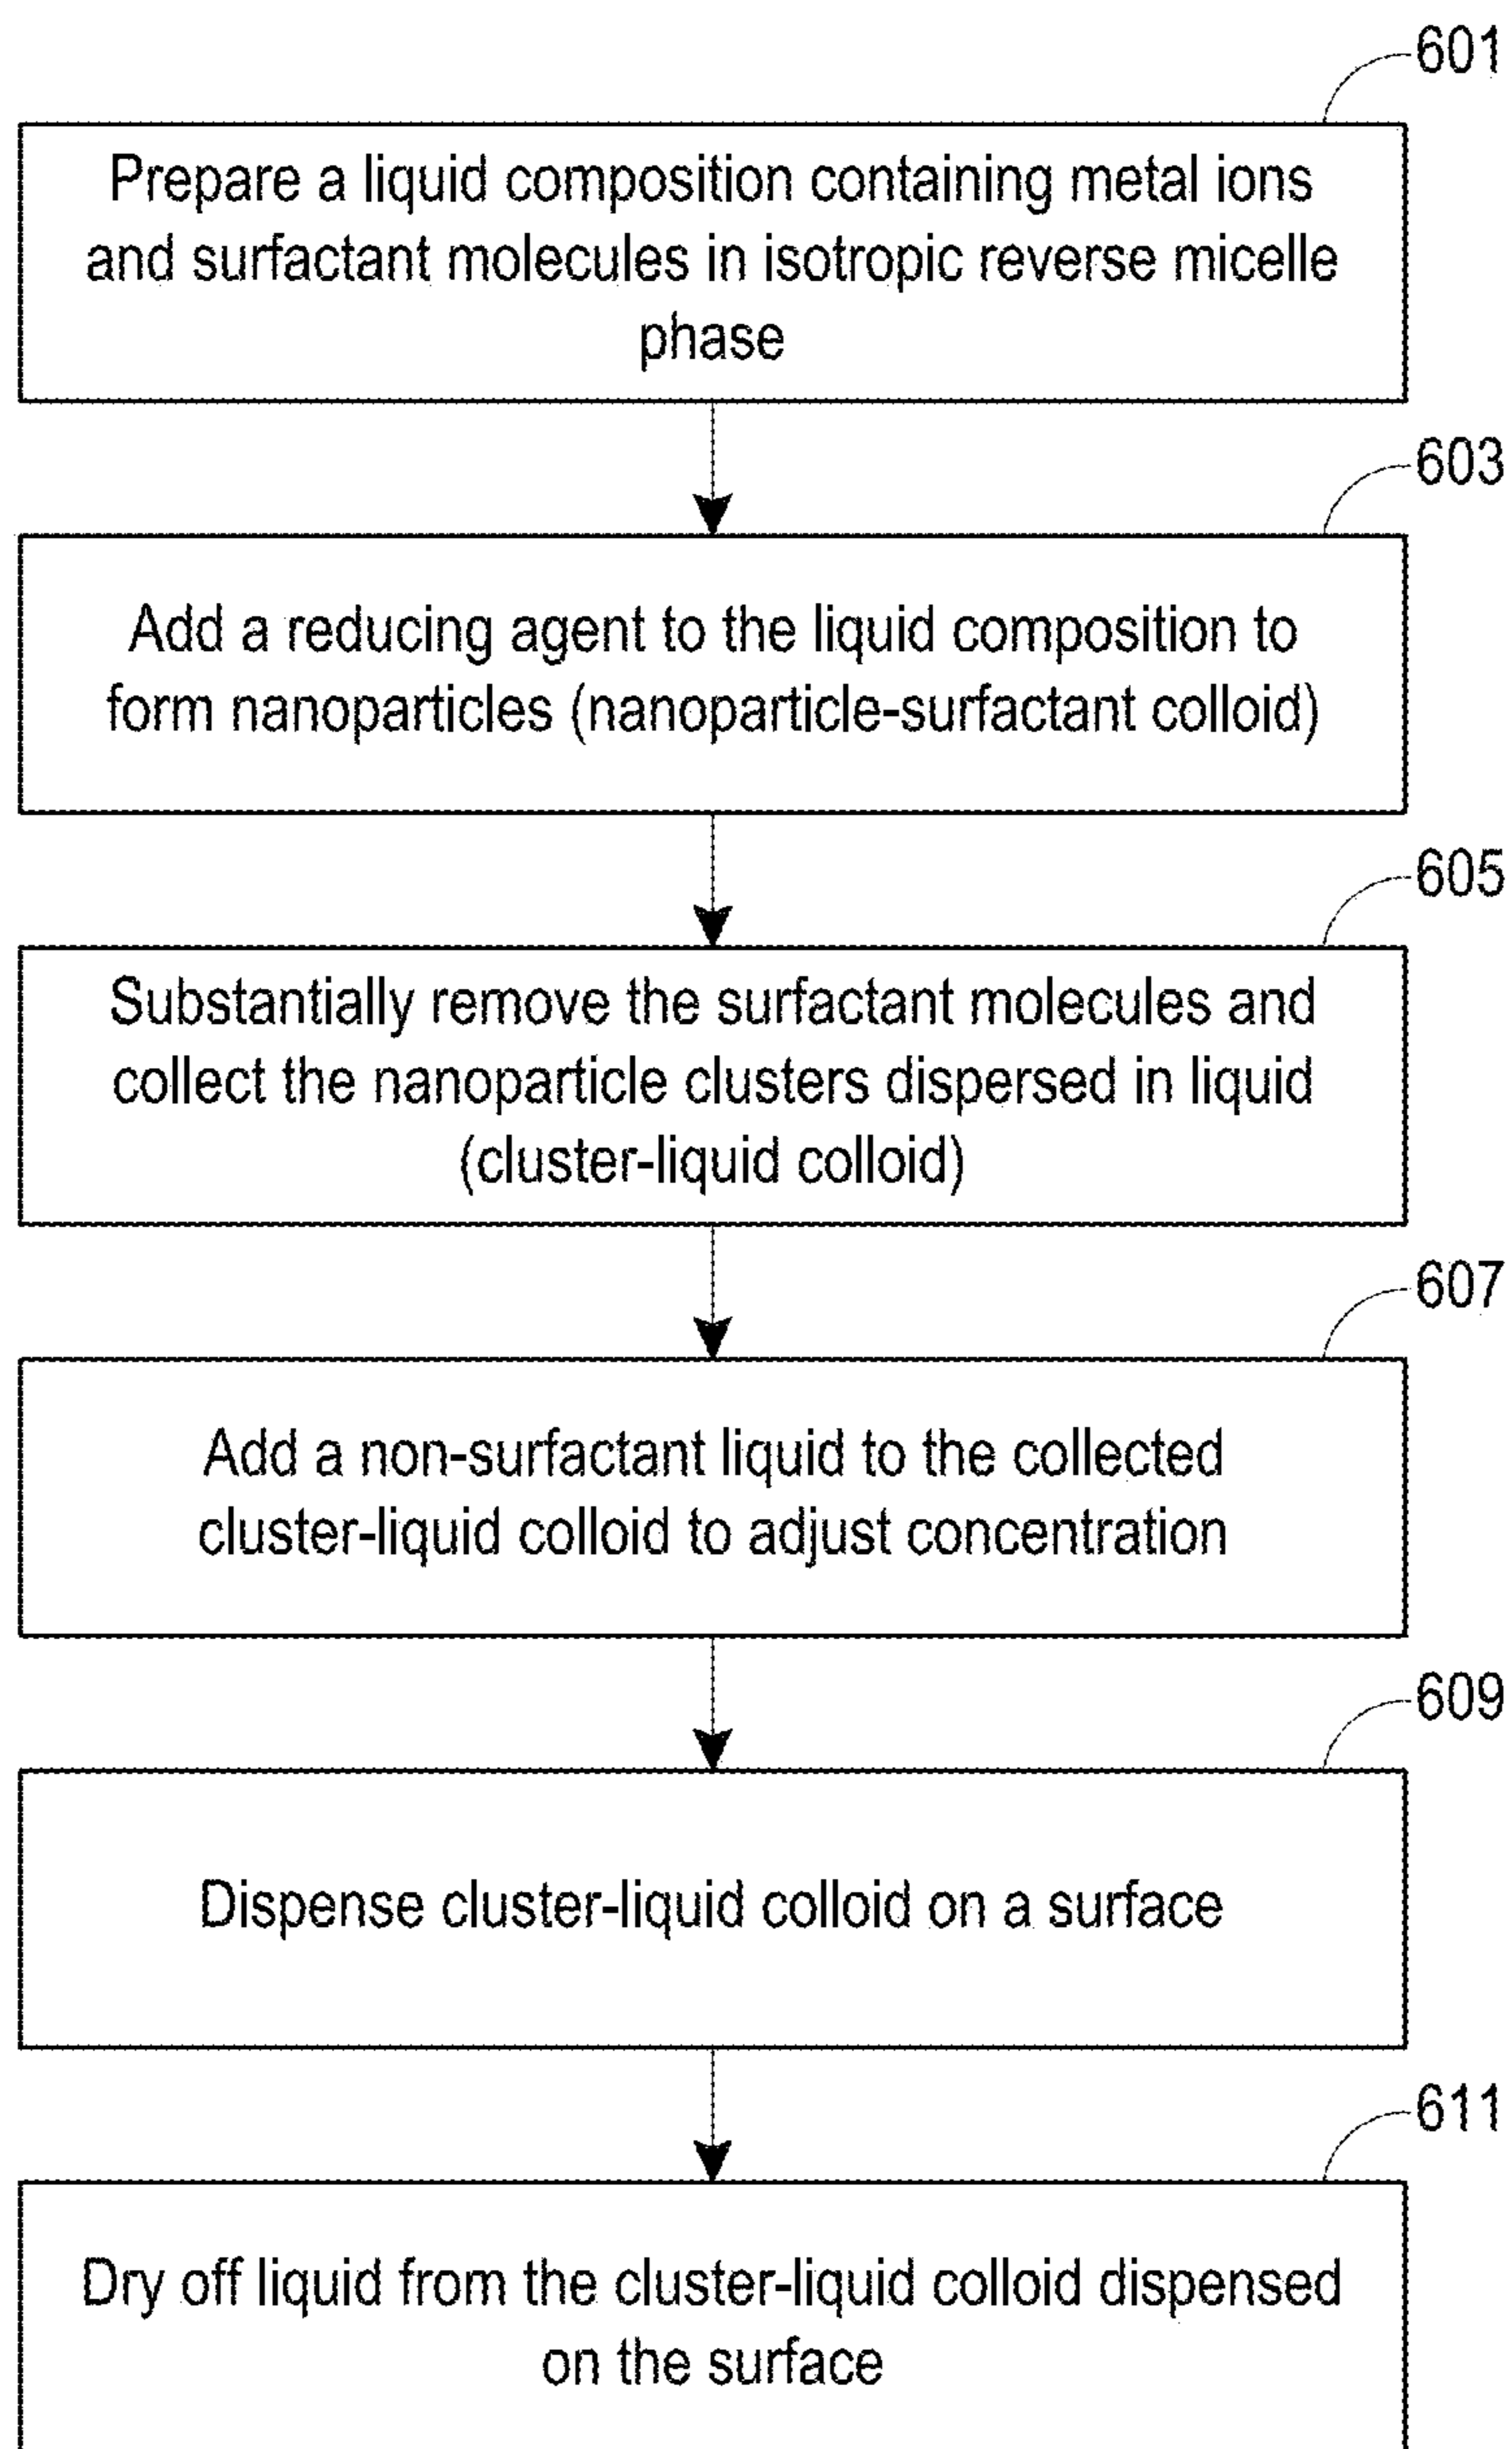 601
Prepare a liquid composition containing metal ions
and surfactant molecules in isotropic reverse micelle
phase
603
Add a reducing agent to the liquid composition to
form nanoparticles (nanoparticle-surfactant colloid)
605
Substantially remove the surfactant molecules and
collect the nanoparticle clusters dispersed in liquid
(cluster-liquid colloid)
607
Add a non-surfactant liquid to the collected
cluster-liquid colloid to adjust concentration
609
Dispense cluster-liquid colloid on a surface
611
Dry off liquid from the cluster-liquid colloid dispensed
on the surface